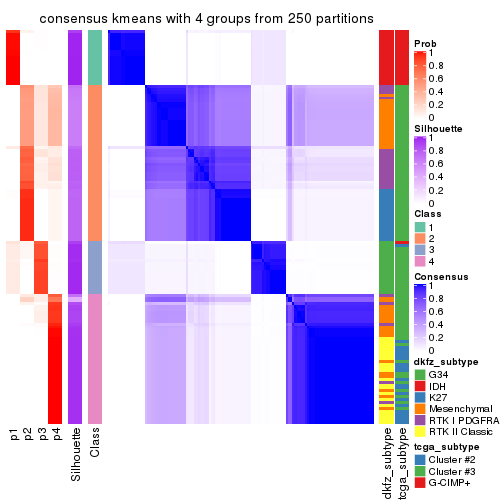 consensus kmeans with 4 groups from 250 partitions
Prob
1
0.8
0.6
0.4
0.2
0
Silhouette
1
0.8
0.6
0.4
0.2
0
Class
1
2
3
4
Consensus
1
0.8
0.6
0.4
0.2
0
dkfz_subtype
G34
IDH
K27
Mesenchymal
RTK I PDGFRA
RTK II Classic
tcga_subtype
Cluster #2
Cluster #3
G-CIMP+
p1
p2
p3
p4
Silhouette
Class
dkfz_subtype
tcga_subtype